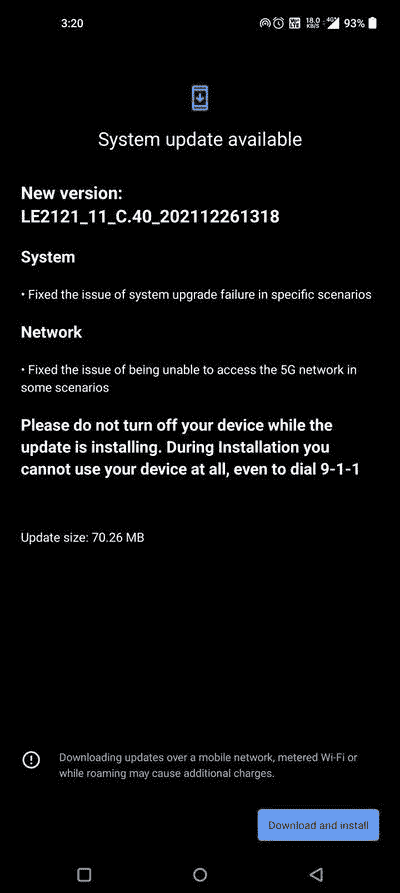 3:20
18.0
KB/S
4G
93%
System update available
New version:
LE2121_11_C.40_202112261318
System
• Fixed the issue of system upgrade failure in specific scenarios
Network
• Fixed the issue of being unable to access the 5G network in
some scenarios
Please do not turn off your device while the
update is installing. During Installation you
cannot use your device at all, even to dial 9-1-1
Update size: 70.26 MB
Downloading updates over a mobile network, metered Wi-Fi or
while roaming may cause additional charges.
Download and install